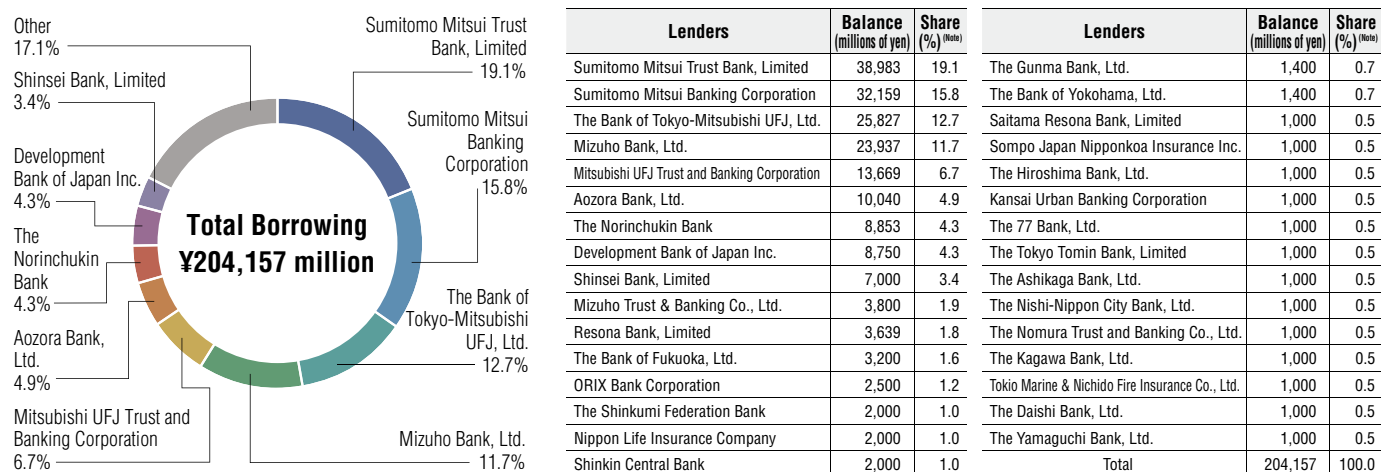 Other
17.1%
Shinsei Bank, Limited
3.4%
Development
Bank of Japan Inc.
4.3%
The
Norinchukin
Bank
4.3%
Aozora Bank,
Ltd.
4.9%
Mitsubishi UFJ Trust and
Banking Corporation
6.7%
Total Borrowing
¥204,157 million
Sumitomo Mitsui Trust
Bank, Limited
19.1%
Sumitomo Mitsui
Banking
Corporation
15.8%
The Bank of
Tokyo-Mitsubishi
UFJ, Ltd.
12.7%
Mizuho Bank, Ltd.
11.7%
Lenders Balance (millions of yen) Share (%) (Note)
Sumitomo Mitsui Trust Bank, Limited 38,983 19.1
Sumitomo Mitsui Banking Corporation 32,159 15.8
The Bank of Tokyo-Mitsubishi UFJ, Ltd. 25,827 12.7
Mizuho Bank, Ltd. 23,937 11.7
Mitsubishi UFJ Trust and Banking Corporation 13,669 6.7
Aozora Bank, Ltd. 10,040 4.9
The Norinchukin Bank 8,853 4.3
Development Bank of Japan Inc. 8,750 4.3
Shinsei Bank, Limited 7,000 3.4
Mizuho Trust & Banking Co., Ltd. 3,800 1.9
Resona Bank, Limited 3,639 1.8
The Bank of Fukuoka, Ltd. 3,200 1.6
ORIX Bank Corporation 2,500 1.2
The Shinkumi Federation Bank 2,000 1.0
Nippon Life Insurance Company 2,000 1.0
Shinkin Central Bank 2,000 1.0
Lenders Balance (millions of yen) Share (%) (Note)
The Gunma Bank, Ltd. 1,400 0.7
The Bank of Yokohama, Ltd. 1,400 0.7
Saitama Resona Bank, Limited 1,000 0.5
Sompo Japan Nipponkoa Insurance Inc. 1,000 0.5
The Hiroshima Bank, Ltd. 1,000 0.5
Kansai Urban Banking Corporation 1,000 0.5
The 77 Bank, Ltd. 1,000 0.5
The Tokyo Tomin Bank, Limited 1,000 0.5
The Ashikaga Bank, Ltd. 1,000 0.5
The Nishi-Nippon City Bank, Ltd. 1,000 0.5
The Nomura Trust and Banking Co., Ltd. 1,000 0.5
The Kagawa Bank, Ltd. 1,000 0.5
Tokio Marine & Nichido Fire Insurance Co., Ltd. 1,000 0.5
The Daishi Bank, Ltd. 1,000 0.5
The Yamaguchi Bank, Ltd. 1,000 0.5
Total 204,157 100.0